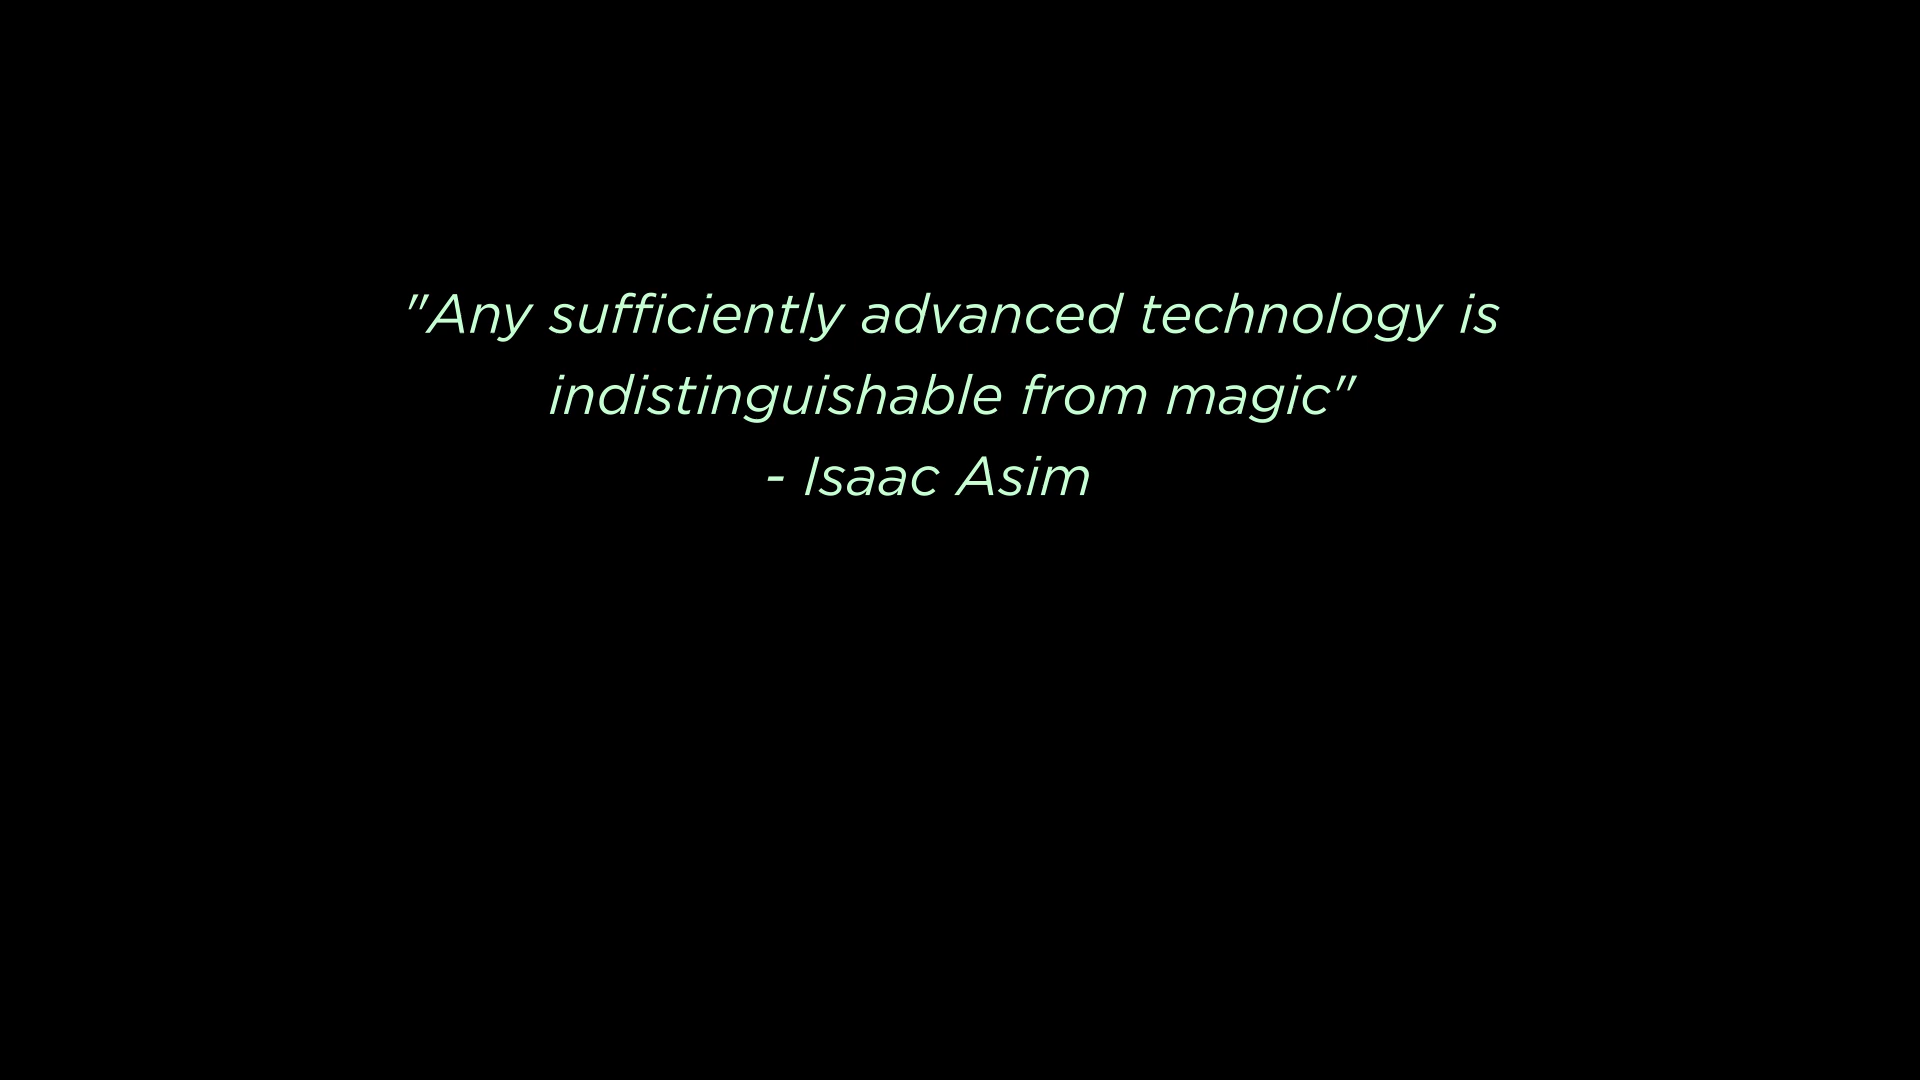 "Any sufficiently advanced technology is
indistinguishable from magic"
- Isaac Asim